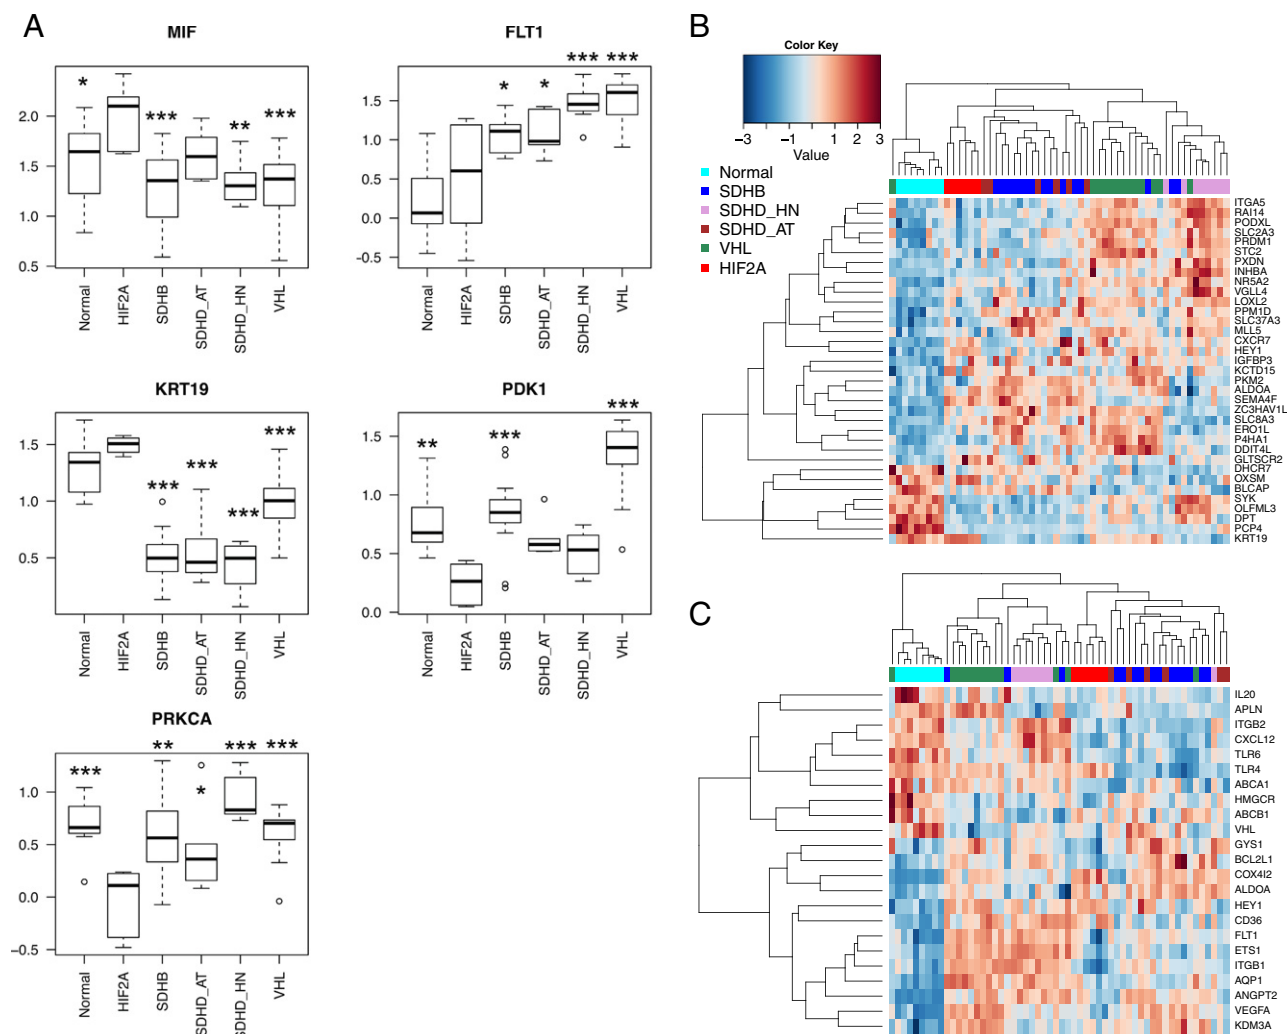 A
MIF
*
***
**
***
2.0
1.5
1.0
0.5
Normal
HIF2A
SDHB
SDHD_AT
SDHD_HN
VHL
FLT1
*
*
***
***
1.5
1.0
0.5
0.0
−0.5
Normal
HIF2A
SDHB
SDHD_AT
SDHD_HN
VHL
KRT19
***
***
***
***
1.5
1.0
0.5
Normal
HIF2A
SDHB
SDHD_AT
SDHD_HN
VHL
PDK1
**
***
***
1.5
1.0
0.5
0.0
Normal
HIF2A
SDHB
SDHD_AT
SDHD_HN
VHL
PRKCA
***
**
*
***
***
1.0
0.5
0.0
−0.5
Normal
HIF2A
SDHB
SDHD_AT
SDHD_HN
VHL
B
Color Key
−3 −1 1 2 3
Value
Normal
SDHB
SDHD_HN
SDHD_AT
VHL
HIF2A
ITGA5
RAI14
PODXL
SLC2A3
PRDM1
STC2
PXDN
INHBA
NR5A2
VGLL4
LOXL2
PPM1D
SLC37A3
MLL5
CXCR7
HEY1
IGFBP3
KCTD15
PKM2
ALDOA
SEMA4F
ZC3HAV1L
SLC8A3
ERO1L
P4HA1
DDIT4L
GLTSCR2
DHCR7
OXSM
BLCAP
SYK
OLFML3
DPT
PCP4
KRT19
C
IL20
APLN
ITGB2
CXCL12
TLR6
TLR4
ABCA1
HMGCR
ABCB1
VHL
GYS1
BCL2L1
COX4I2
ALDOA
HEY1
CD36
FLT1
ETS1
ITGB1
AQP1
ANGPT2
VEGFA
KDM3A